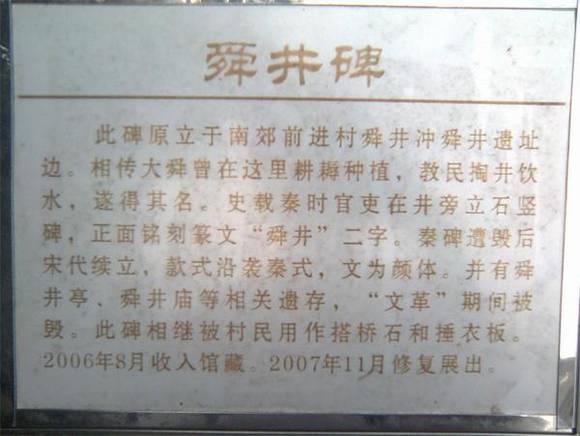 舜井碑
此碑原立于南郊前进村舜井冲舜井遗址
边。相传大舜曾在这里耕耨种植，教民掏井饮
水，遂得其名。史载秦时官吏在井旁立石竖
碑，正面铭刻篆文“舜井”二字。秦碑遭毁后
宋代续立，款式沿袭秦式，文为颜体。并有舜
井亭、舜井庙等相关遗存，“文革”期间被
毁。此碑相继被村民用作搭桥石和捶衣板。
2006年8月收入馆藏。2007年11月修复展出。